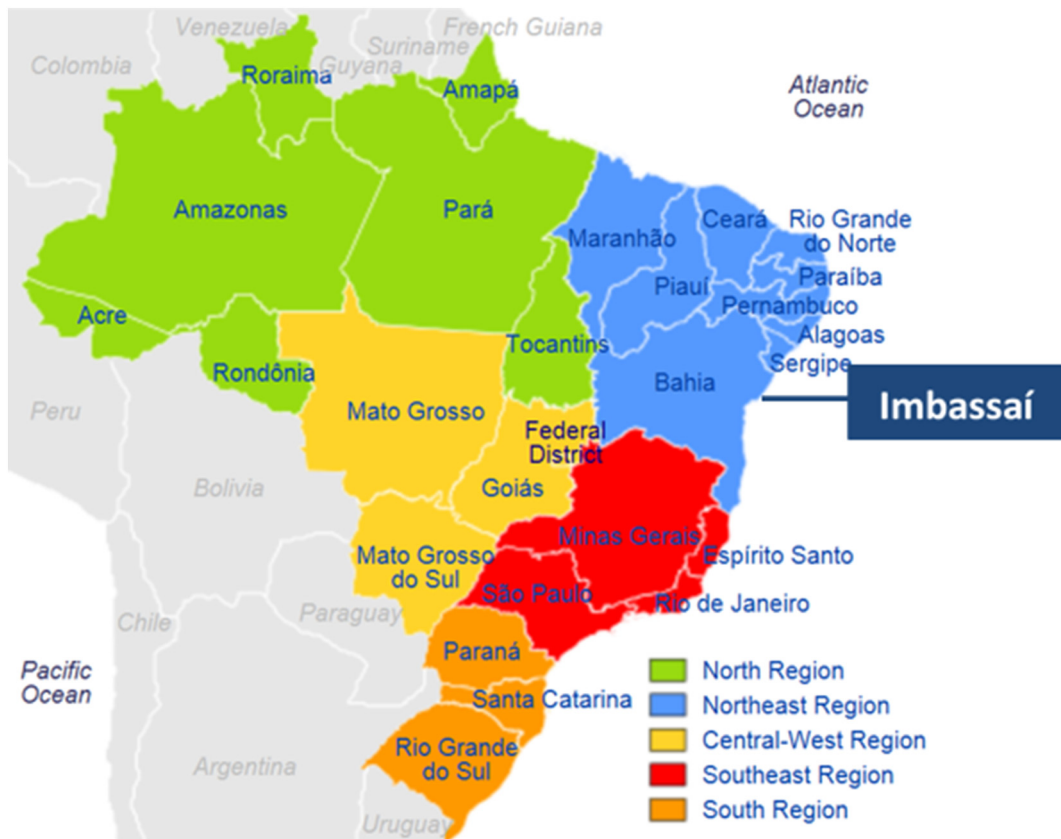 Venezuela
French Guiana
Suriname
Colombia
Guyana
Roraima
Amapá
Atlantic
Ocean
Amazonas
Pará
Maranhão
Ceará
Rio Grande
do Norte
Piauí
Paraíba
Pernambuco
Acre
Alagoas
Tocantins
Sergipe
Rondônia
Bahia
Imbassaí
Peru
Mato Grosso
Federal
District
Bolivia
Goiás
Minas Gerais
Mato Grosso
do Sul
Espírito Santo
São Paulo
Rio de Janeiro
Paraguay
Chile
Paraná
Pacific
Ocean
Santa Catarina
Rio Grande
do Sul
Argentina
Uruguay
North Region
Northeast Region
Central-West Region
Southeast Region
South Region